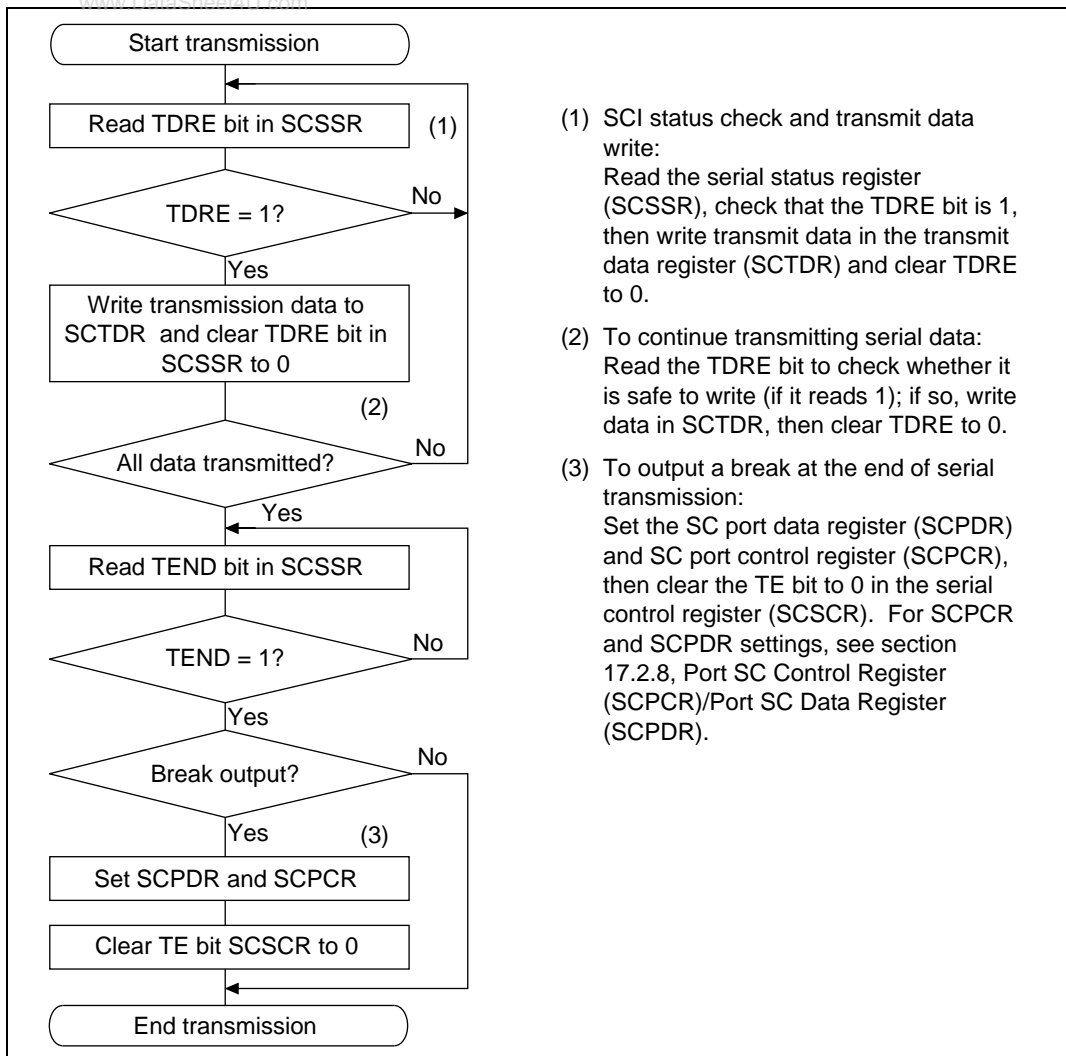 www.DataSheet4U.com
Start transmission
Read TDRE bit in SCSSR
(1)
TDRE = 1?
No
Yes
Write transmission data to
SCTDR and clear TDRE bit in
SCSSR to 0
(2)
All data transmitted?
No
Yes
Read TEND bit in SCSSR
TEND = 1?
No
Yes
Break output?
No
Yes
(3)
Set SCPDR and SCPCR
Clear TE bit SCSCR to 0
End transmission
(1) SCI status check and transmit data
write:
Read the serial status register
(SCSSR), check that the TDRE bit is 1,
then write transmit data in the transmit
data register (SCTDR) and clear TDRE
to 0.
(2) To continue transmitting serial data:
Read the TDRE bit to check whether it
is safe to write (if it reads 1); if so, write
data in SCTDR, then clear TDRE to 0.
(3) To output a break at the end of serial
transmission:
Set the SC port data register (SCPDR)
and SC port control register (SCPCR),
then clear the TE bit to 0 in the serial
control register (SCSCR).  For SCPCR
and SCPDR settings, see section
17.2.8, Port SC Control Register
(SCPCR)/Port SC Data Register
(SCPDR).